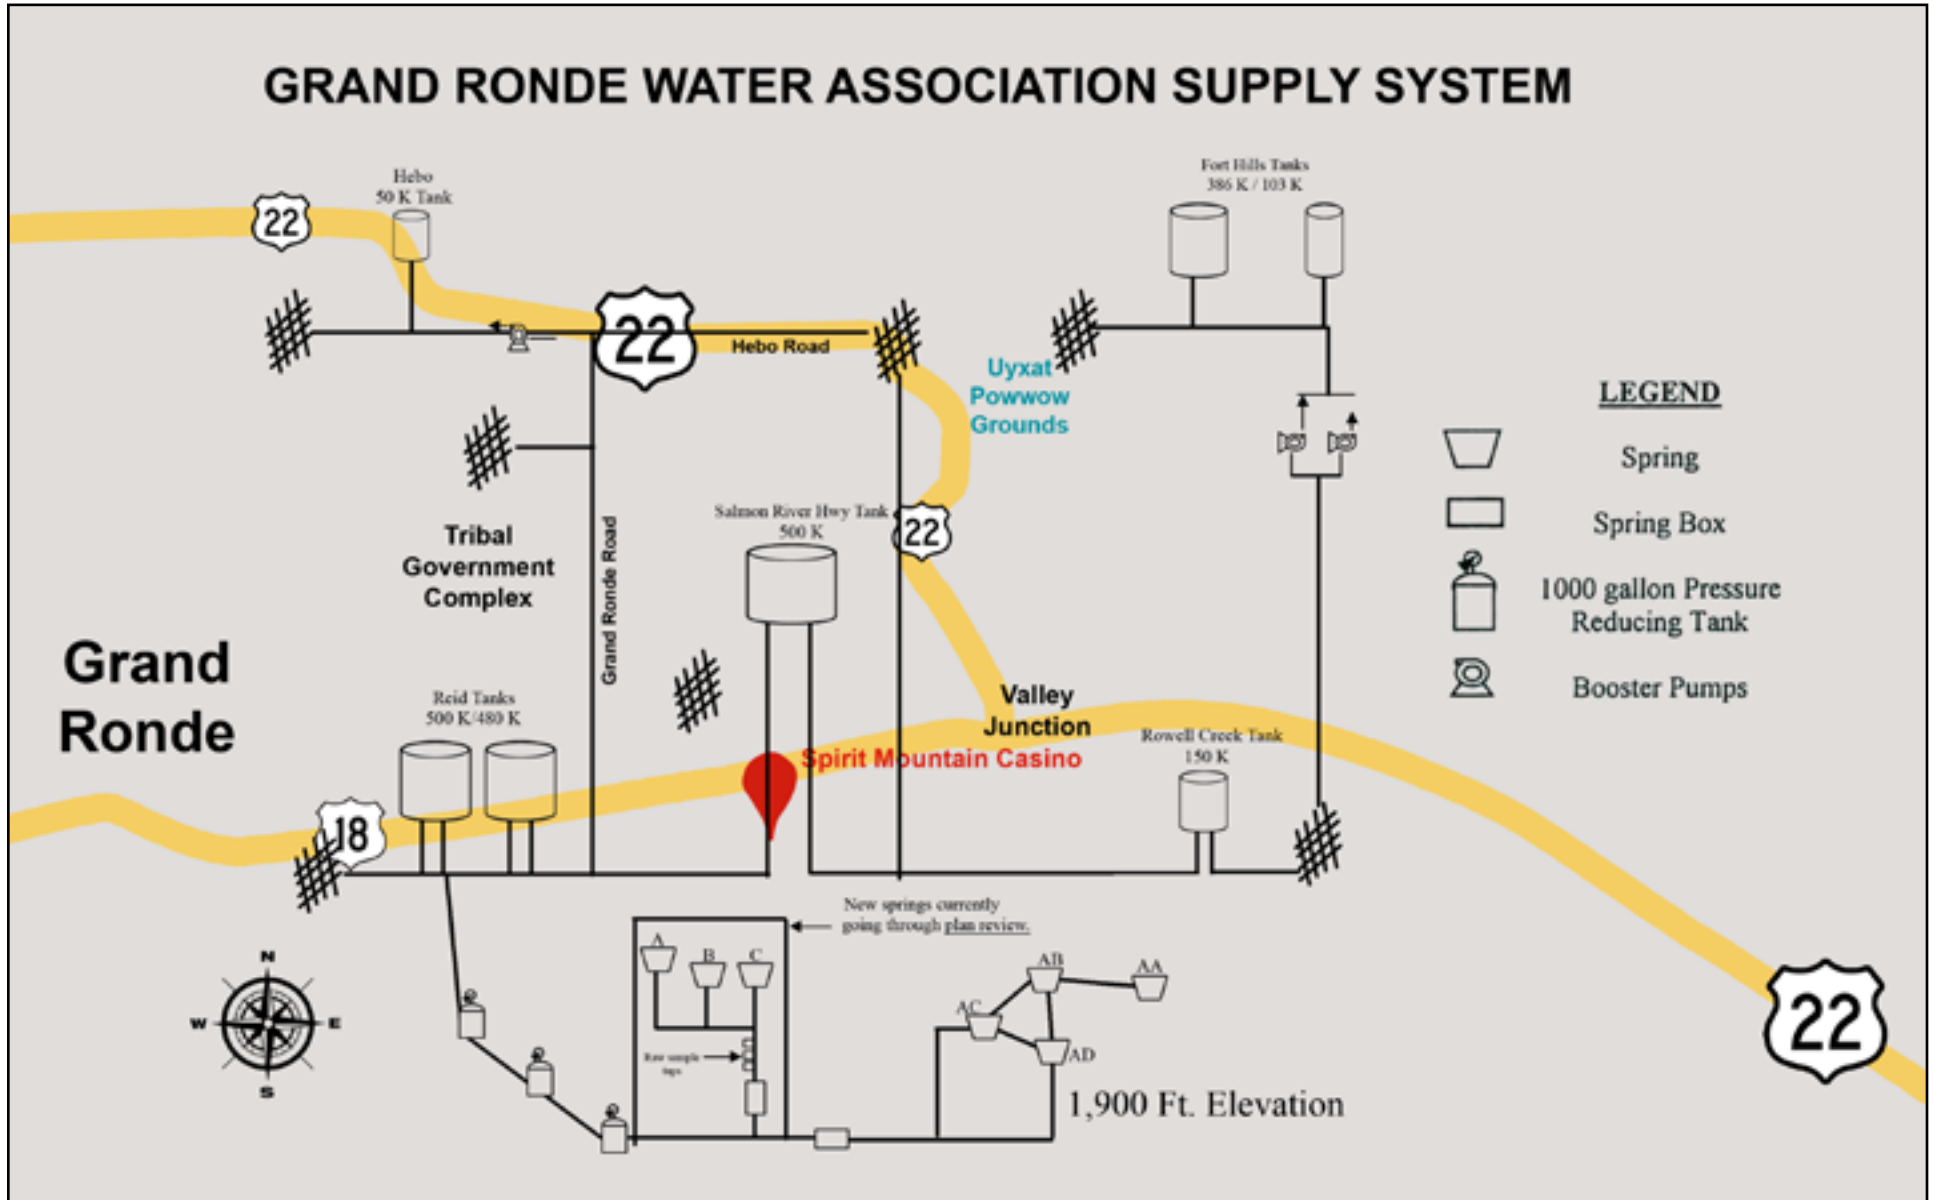 GRAND RONDE WATER ASSOCIATION SUPPLY SYSTEM
Hebo
50 K Tank
Fort Hills Tanks
386 K / 103 K
22
22
Hebo Road
Uyxat
Powwow
Grounds
LEGEND
Spring
Spring Box
1000 gallon Pressure
Reducing Tank
Booster Pumps
Tribal
Government
Complex
Grand Ronde Road
Salmon River Hwy Tank
500 K
22
Grand
Ronde
Reid Tanks
500 K/480 K
Valley
Junction
Spirit Mountain Casino
Rowell Creek Tank
150 K
18
New springs currently
going through plan review.
A
B
C
Raw sample
taps
AB
AA
AC
AD
1,900 Ft. Elevation
N
W
E
S
22